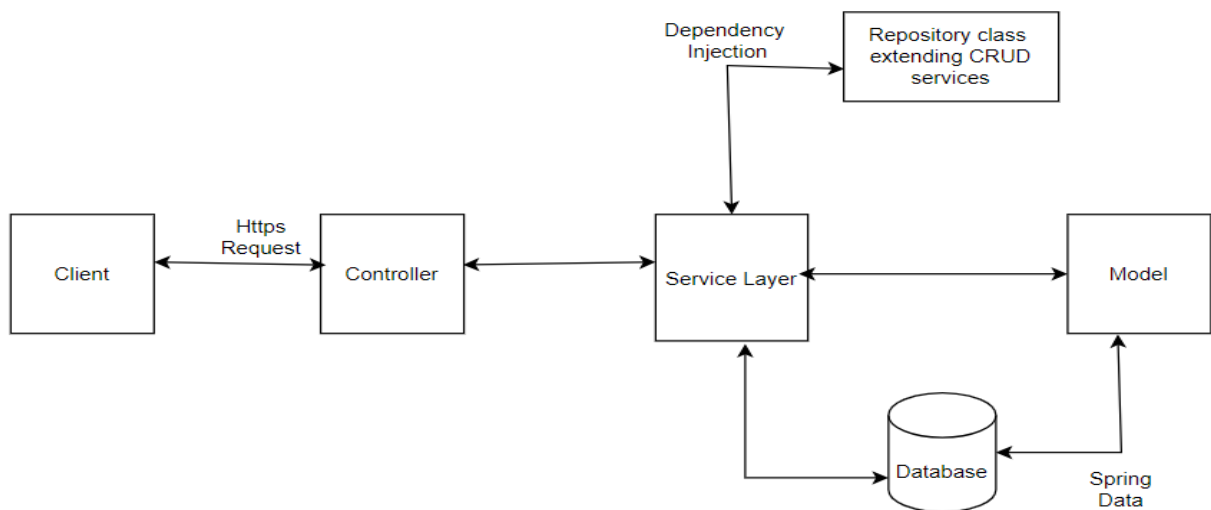 Dependency
Injection
Repository class
extending CRUD
services
Https
Request
Client
Controller
Service Layer
Model
Database
Spring
Data